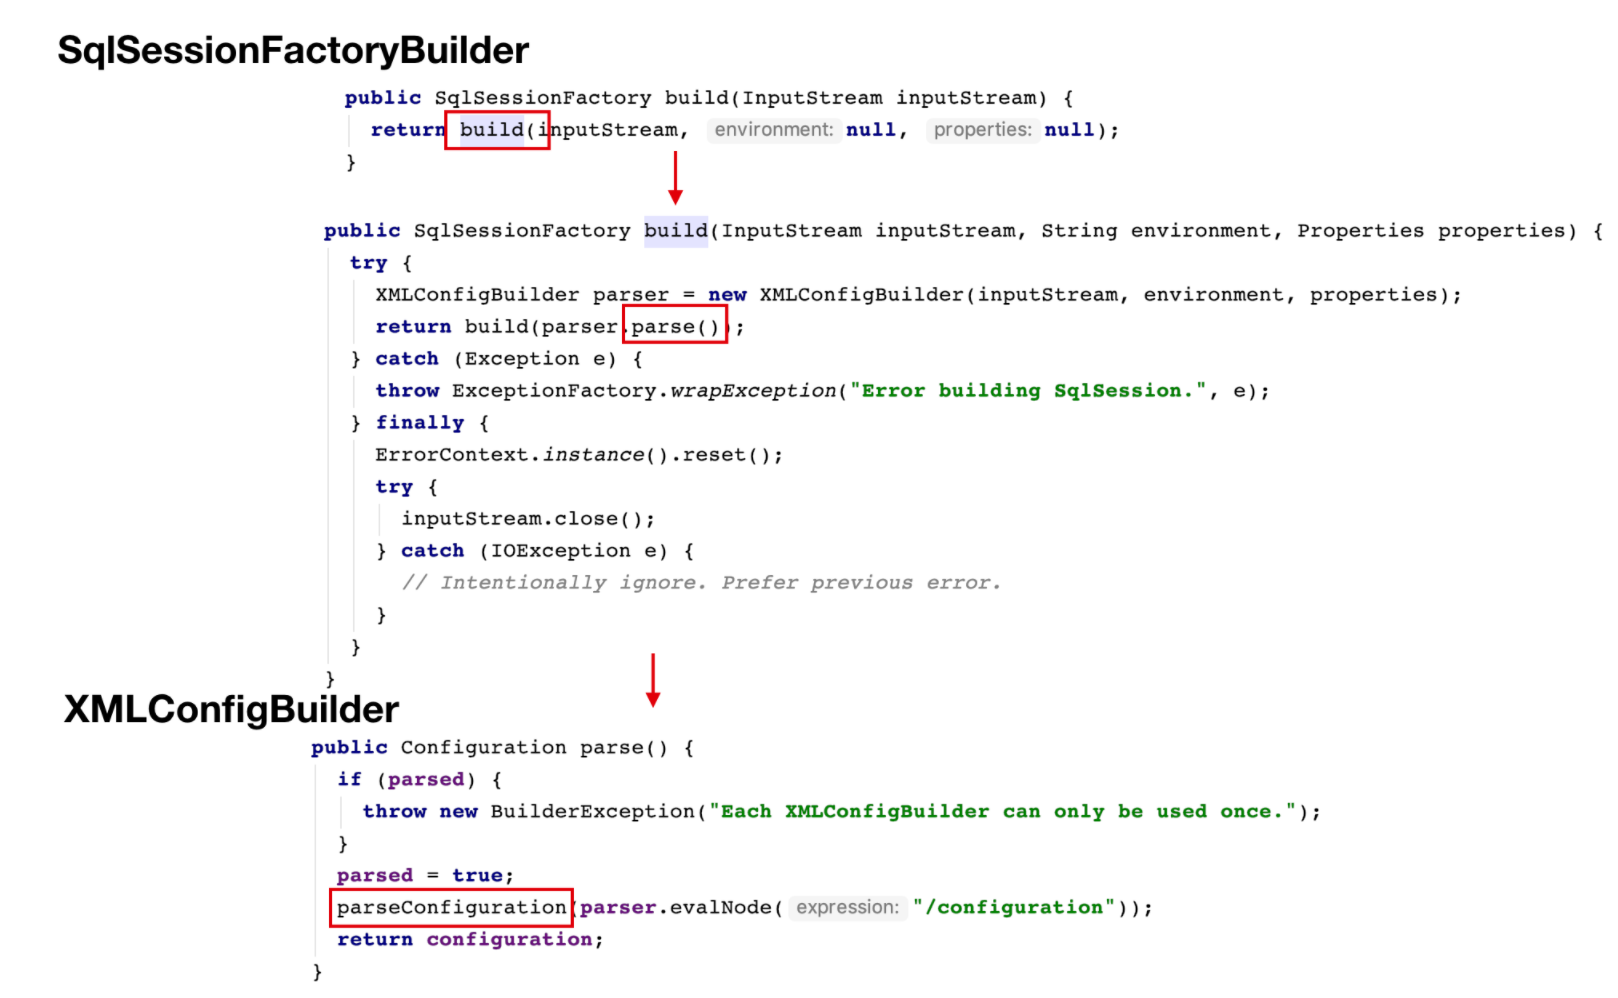 SqlSessionFactoryBuilder
public SqlSessionFactory build(InputStream inputStream) {
return build(inputStream, environment: null, properties: null);
}
public SqlSessionFactory build(InputStream inputStream, String environment, Properties properties) {
try {
XMLConfigBuilder parser = new XMLConfigBuilder(inputStream, environment, properties);
return build(parser.parse());
} catch (Exception e) {
throw ExceptionFactory.wrapException("Error building SqlSession.", e);
} finally {
ErrorContext.instance().reset();
try {
inputStream.close();
} catch (IOException e) {
// Intentionally ignore. Prefer previous error.
}
}
}
XMLConfigBuilder
public Configuration parse() {
if (parsed) {
throw new BuilderException("Each XMLConfigBuilder can only be used once.");
}
parsed = true;
parseConfiguration(parser.evalNode( expression: "/configuration"));
return configuration;
}